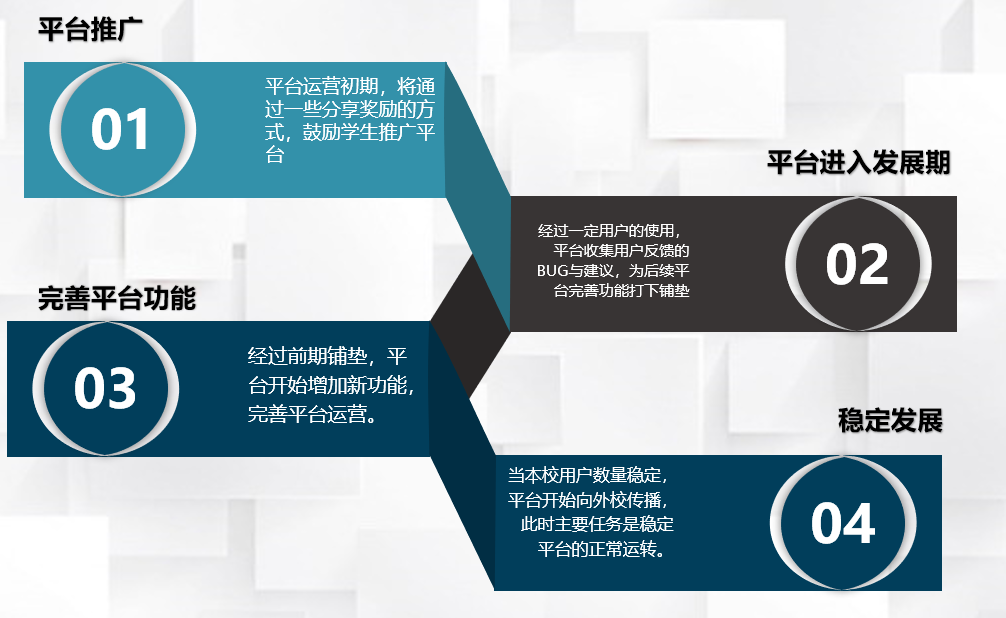 平台推广
01
平台运营初期，将通
过一些分享奖励的方
式，鼓励学生推广平
台
平台进入发展期
经过一定用户的使用，
平台收集用户反馈的
BUG与建议，为后续平
台完善功能打下铺垫
02
完善平台功能
03
经过前期铺垫，平
台开始增加新功能，
完善平台运营。
稳定发展
当本校用户数量稳定，
平台开始向外校传播，
此时主要任务是稳定
平台的正常运转。
04